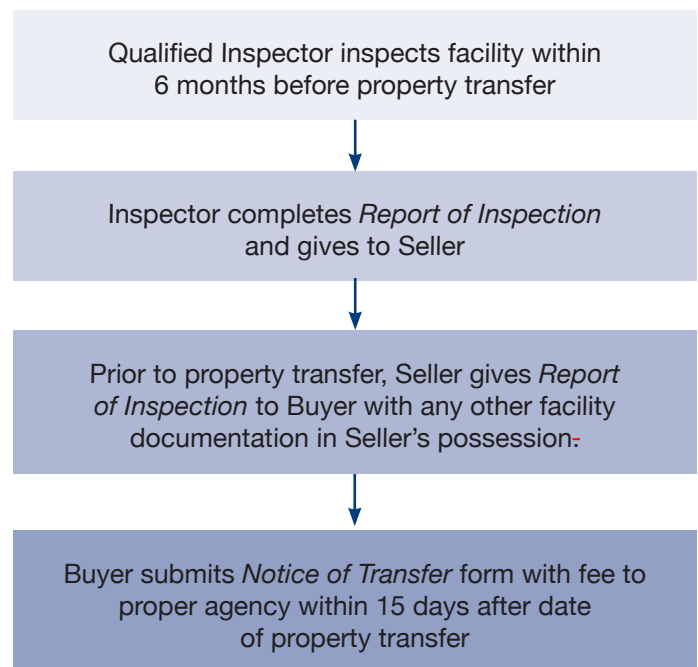 Qualified Inspector inspects facility within
6 months before property transfer
Inspector completes Report of Inspection
and gives to Seller
Prior to property transfer, Seller gives Report
of Inspection to Buyer with any other facility
documentation in Seller’s possession.
Buyer submits Notice of Transfer form with fee to
proper agency within 15 days after date
of property transfer